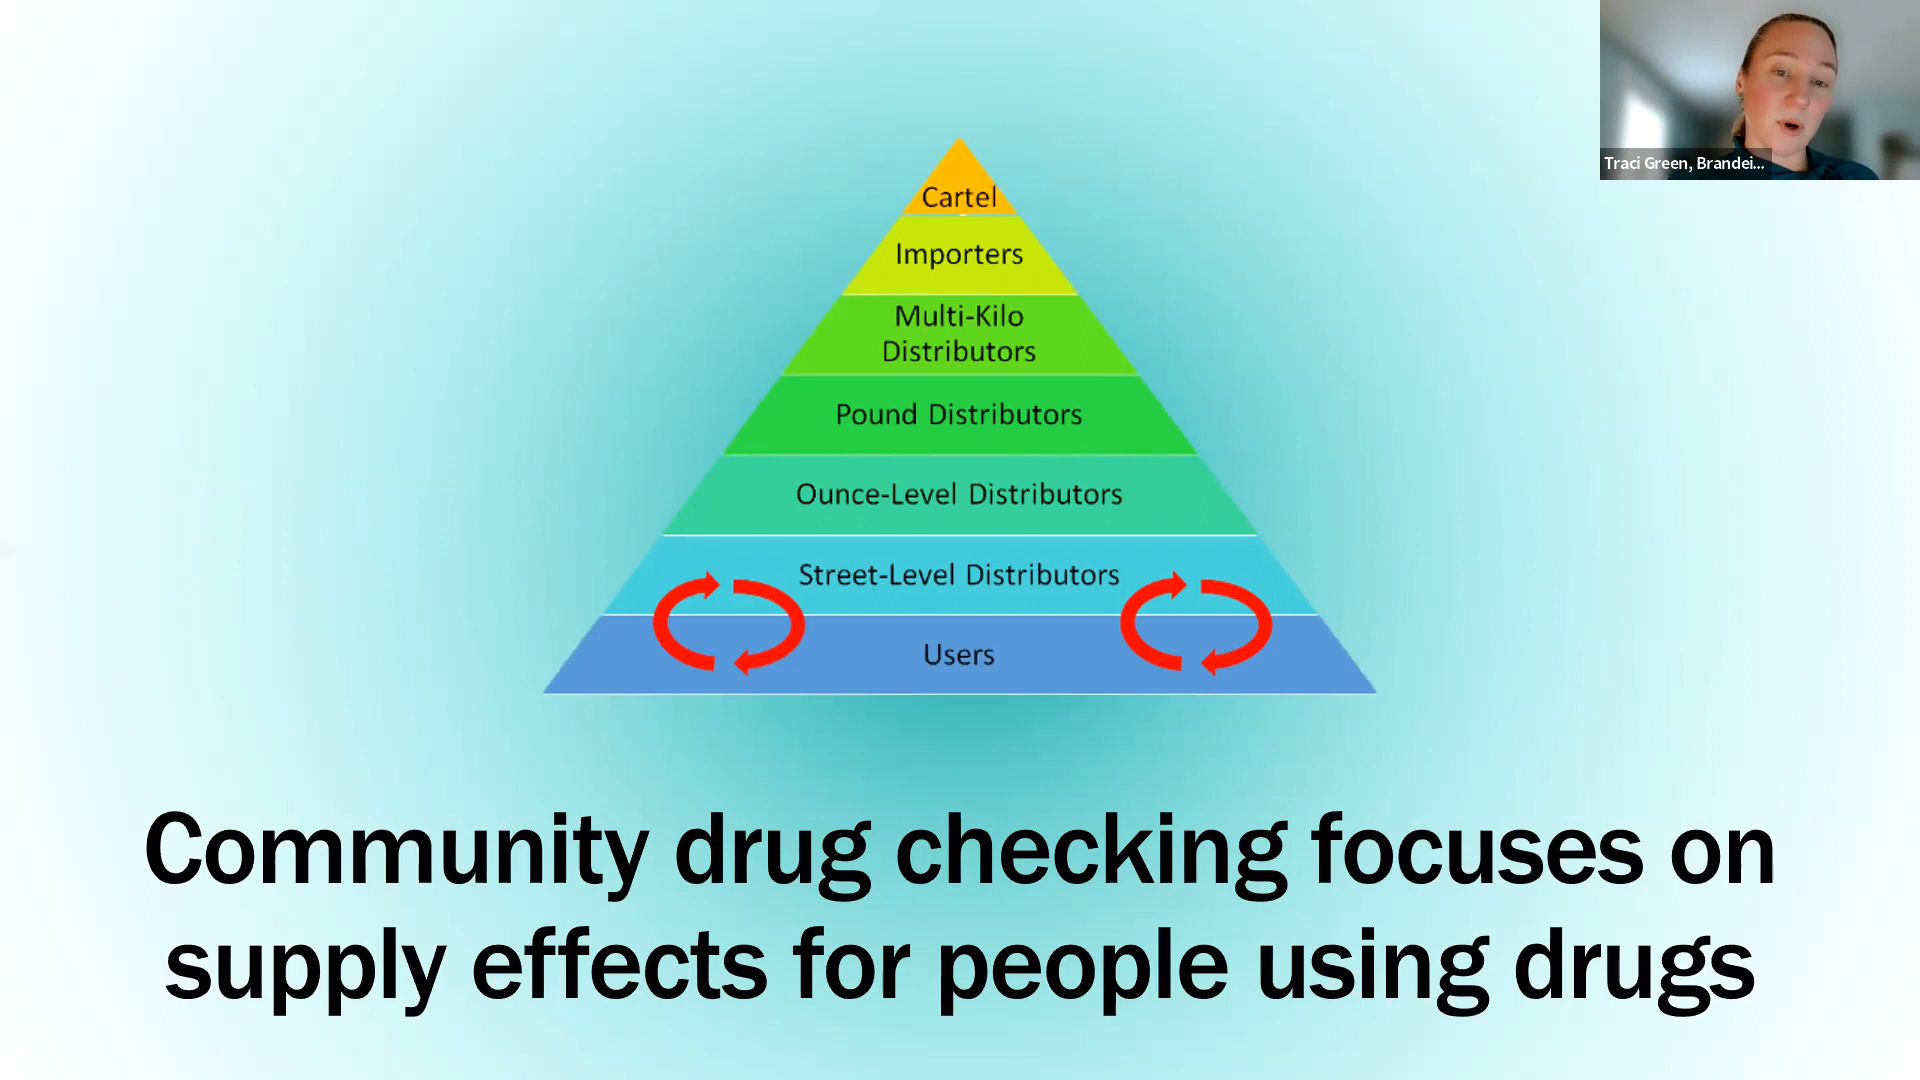 Traci Green, Brandei...
Cartel
Importers
Multi-Kilo
Distributors
Pound Distributors
Ounce-Level Distributors
Street-Level Distributors
Users
Community drug checking focuses on
supply effects for people using drugs